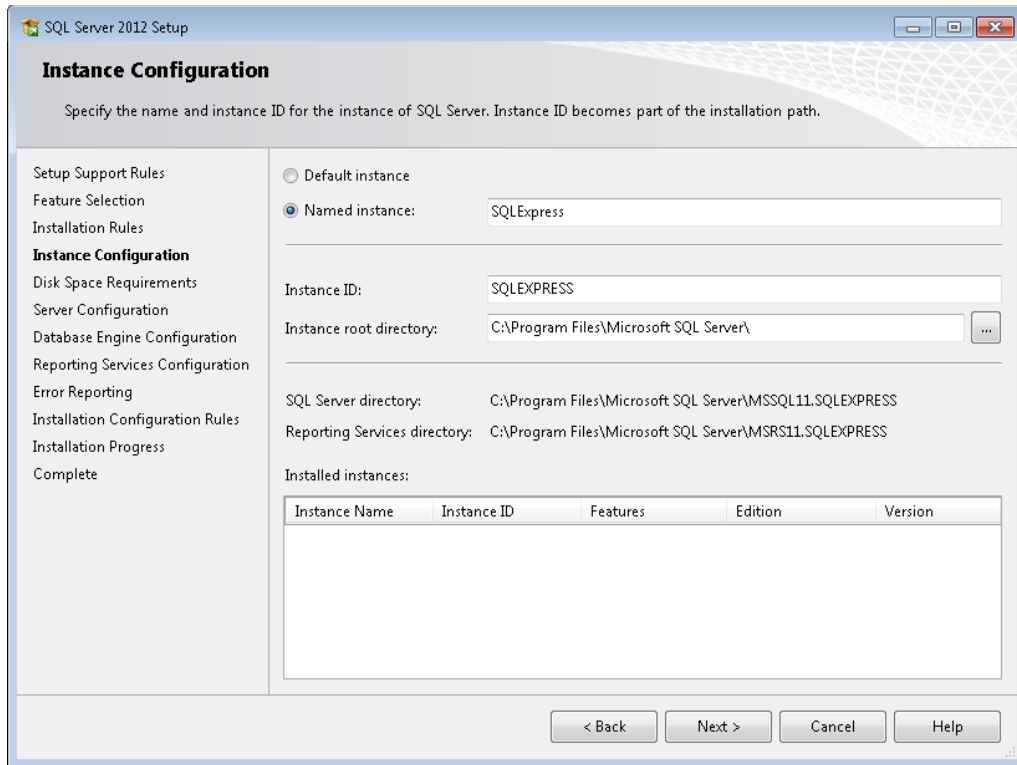 SQL Server 2012 Setup
Instance Configuration
Specify the name and instance ID for the instance of SQL Server. Instance ID becomes part of the installation path.
Setup Support Rules
Feature Selection
Installation Rules
Instance Configuration
Disk Space Requirements
Server Configuration
Database Engine Configuration
Reporting Services Configuration
Error Reporting
Installation Configuration Rules
Installation Progress
Complete
Default instance
Named instance: SQLExpress
Instance ID: SQLEXPRESS
Instance root directory: C:\Program Files\Microsoft SQL Server\ ...
SQL Server directory: C:\Program Files\Microsoft SQL Server\MSSQL11.SQLEXPRESS
Reporting Services directory: C:\Program Files\Microsoft SQL Server\MSRS11.SQLEXPRESS
Installed instances:
Instance Name Instance ID Features Edition Version
< Back Next > Cancel Help